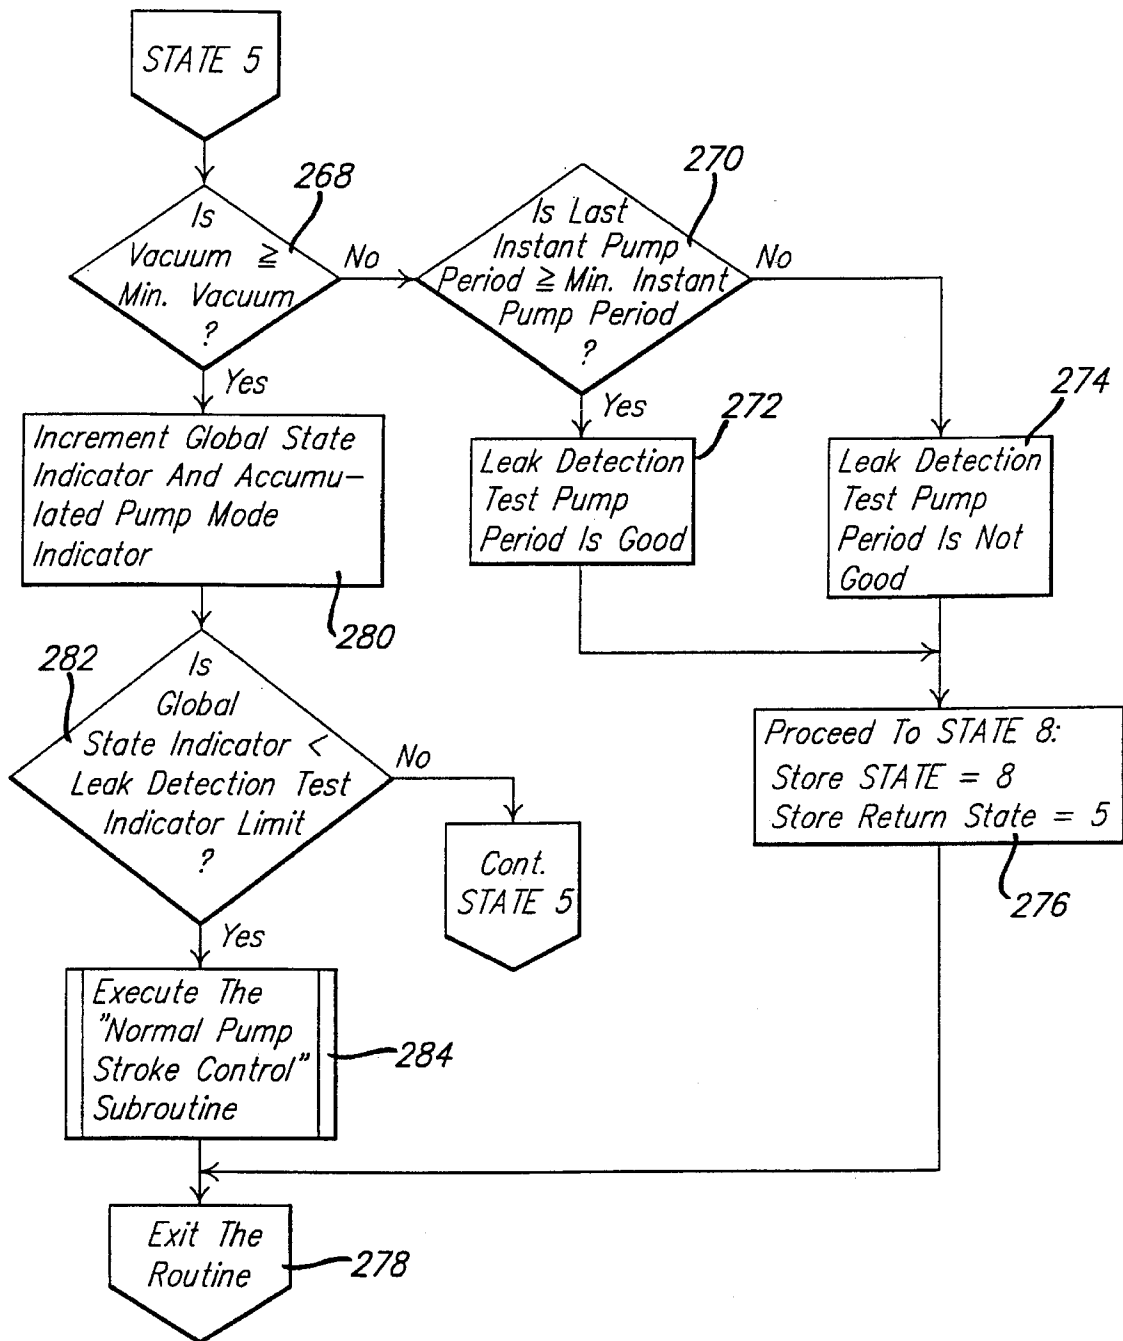 STATE 5
268
Is
Vacuum ≧
Min. Vacuum
?
No
Yes
270
Is Last
Instant Pump
Period ≧ Min. Instant
Pump Period
?
No
Yes
272
Leak Detection
Test Pump
Period Is Good
274
Leak Detection
Test Pump
Period Is Not
Good
Increment Global State
Indicator And Accumu-
lated Pump Mode
Indicator
280
282
Is
Global
State Indicator <
Leak Detection Test
Indicator Limit
?
No
Yes
Cont.
STATE 5
Proceed To STATE 8:
Store STATE = 8
Store Return State = 5
276
Execute The
"Normal Pump
Stroke Control"
Subroutine
284
Exit The
Routine
278